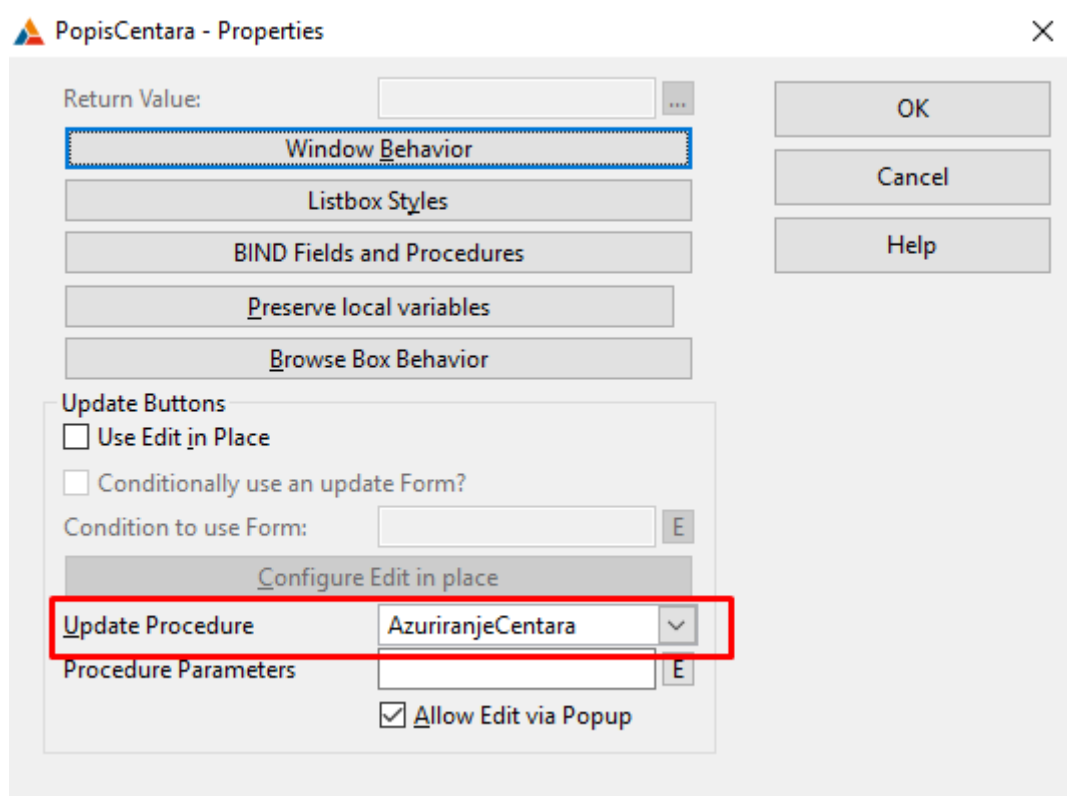 PopisCentara - Properties
Return Value:
...
OK
Window Behavior
Cancel
Listbox Styles
Help
BIND Fields and Procedures
Preserve local variables
Browse Box Behavior
Update Buttons
Use Edit in Place
Conditionally use an update Form?
Condition to use Form:
E
Configure Edit in place
Update Procedure
AzuriranjeCentara
Procedure Parameters
E
Allow Edit via Popup